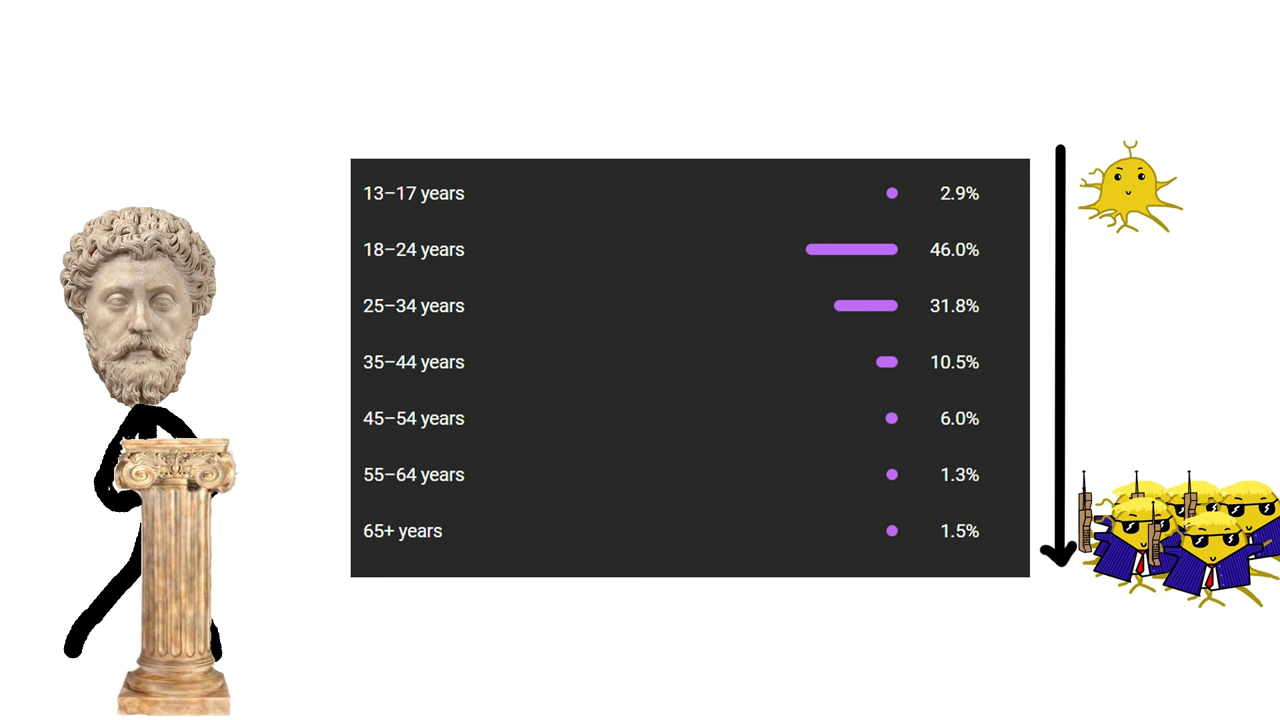 13–17 years 2.9%
18–24 years 46.0%
25–34 years 31.8%
35–44 years 10.5%
45–54 years 6.0%
55–64 years 1.3%
65+ years 1.5%